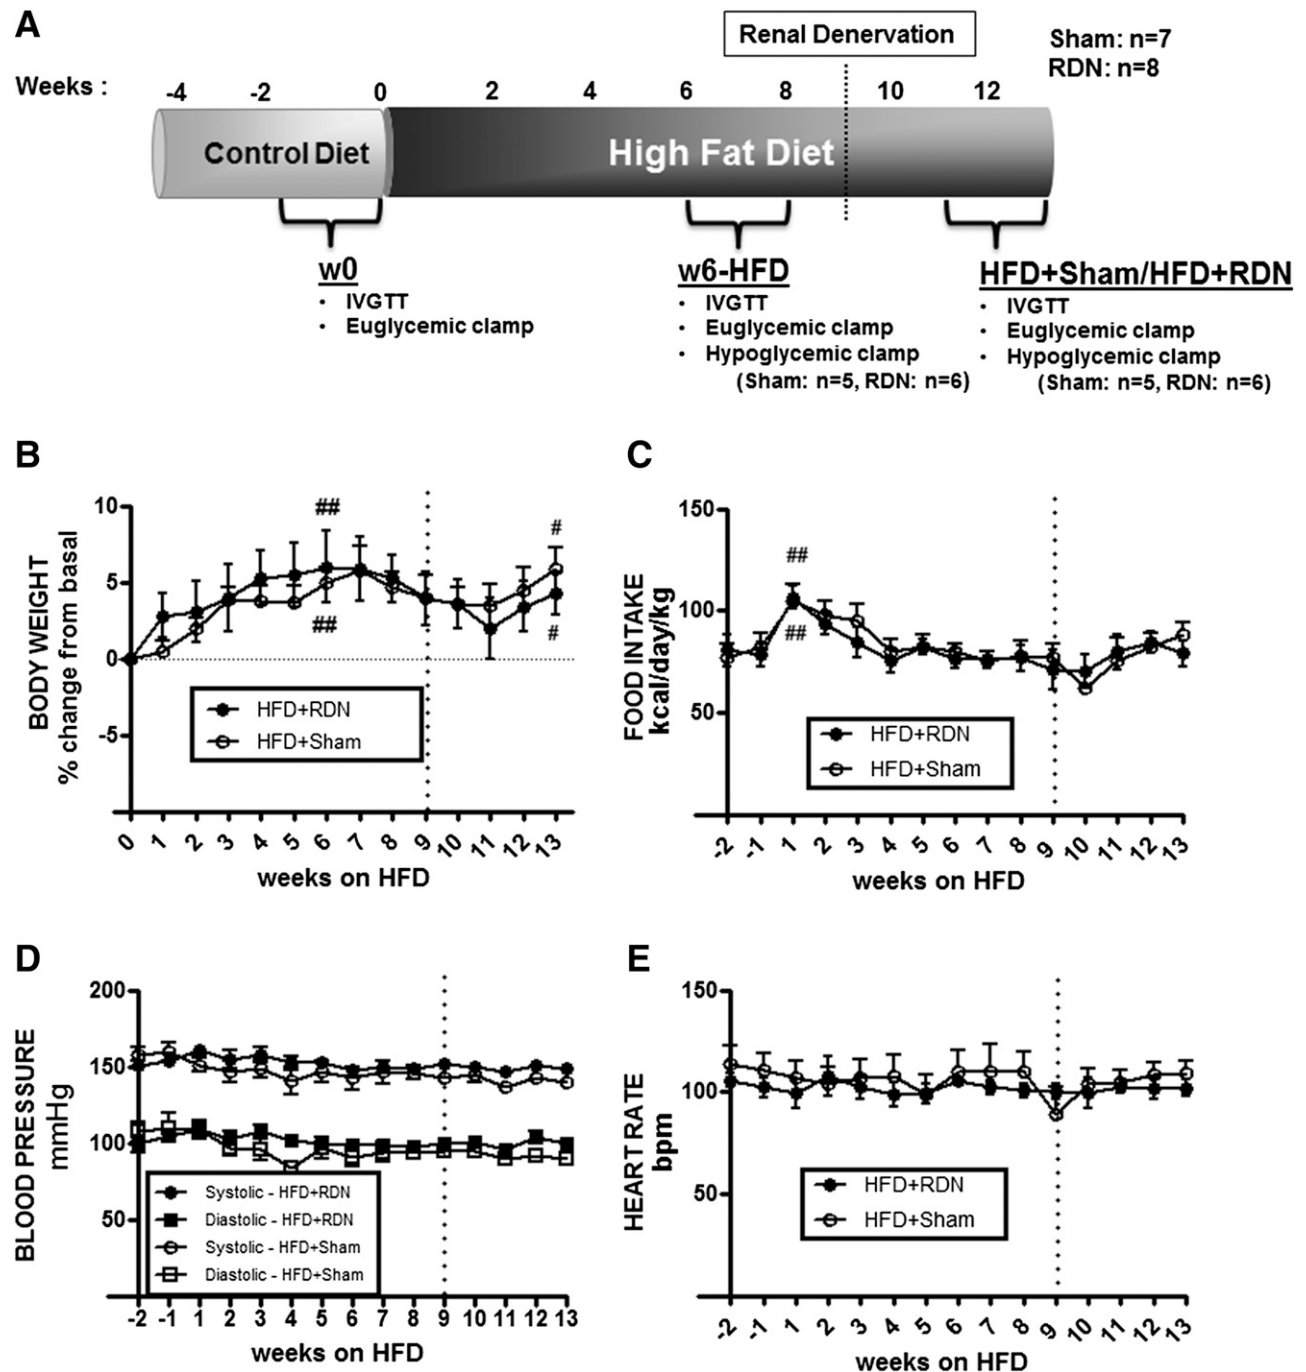 A
Renal Denervation
Sham: n=7
RDN: n=8
Weeks : -4 -2 0 2 4 6 8 10 12
Control Diet High Fat Diet
w0
• IVGTT
• Euglycemic clamp
w6-HFD
• IVGTT
• Euglycemic clamp
• Hypoglycemic clamp
(Sham: n=5, RDN: n=6)
HFD+Sham/HFD+RDN
• IVGTT
• Euglycemic clamp
• Hypoglycemic clamp
(Sham: n=5, RDN: n=6)
B
BODY WEIGHT
% change from basal
10
5
0
-5
##
##
#
#
HFD+RDN
HFD+Sham
0 1 2 3 4 5 6 7 8 9 10 11 12 13
weeks on HFD
C
FOOD INTAKE
kcal/day/kg
150
100
50
##
##
HFD+RDN
HFD+Sham
-2 -1 1 2 3 4 5 6 7 8 9 10 11 12 13
weeks on HFD
D
BLOOD PRESSURE
mmHg
200
150
100
50
Systolic - HFD+RDN
Diastolic - HFD+RDN
Systolic - HFD+Sham
Diastolic - HFD+Sham
-2 -1 1 2 3 4 5 6 7 8 9 10 11 12 13
weeks on HFD
E
HEART RATE
bpm
150
100
50
HFD+RDN
HFD+Sham
-2 -1 1 2 3 4 5 6 7 8 9 10 11 12 13
weeks on HFD